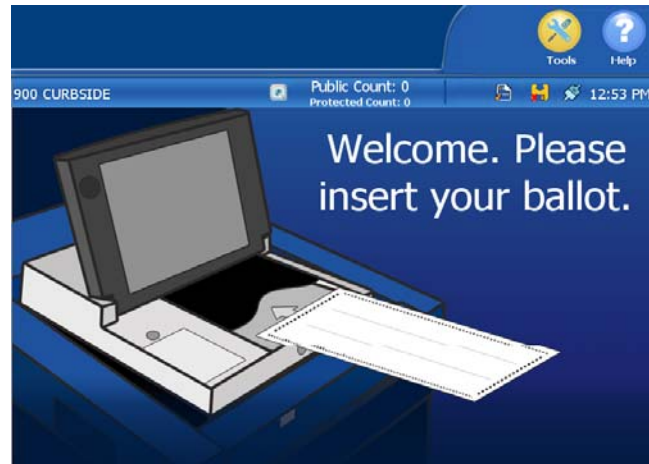 Tools Help
900 CURBSIDE Public Count: 0 12:53 PM
Protected Count: 0
Welcome. Please
insert your ballot.